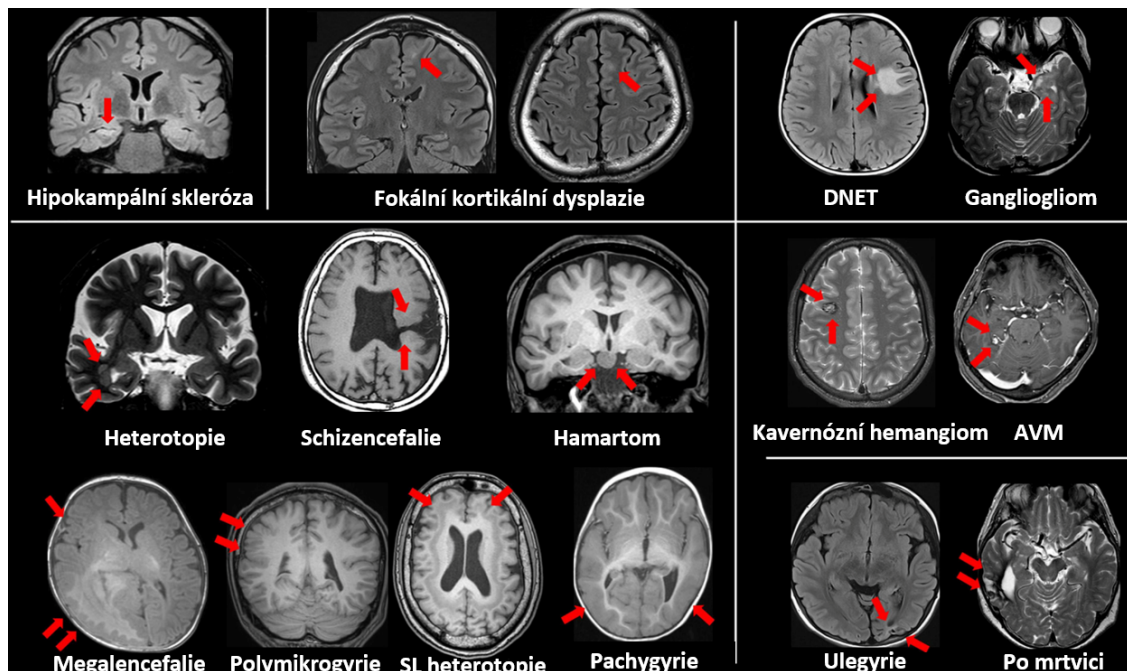 Hipokampální skleróza
Fokální kortikální dysplazie
DNET
Gangliogliom
Heterotopie
Schizencefalie
Hamartom
Kavernózní hemangiom
AVM
Megalencefalie
Polymikrogyrie
SL heterotopie
Pachygyrie
Ulegyrie
Po mrtvici